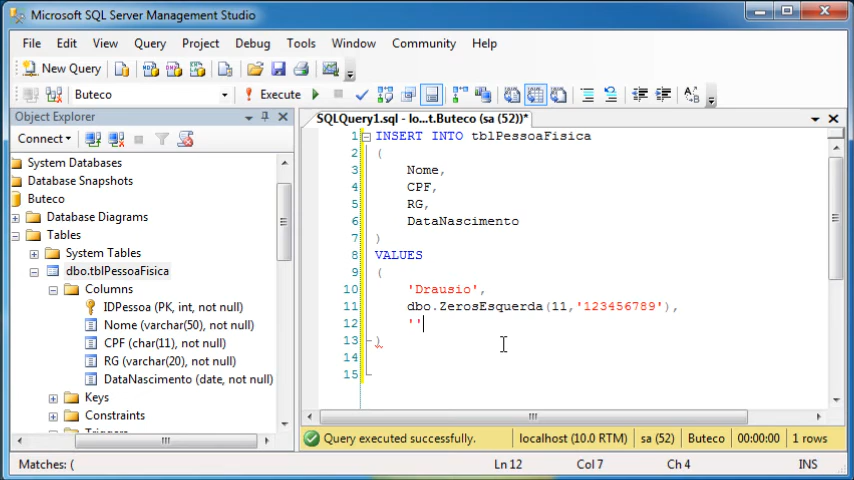 Microsoft SQL Server Management Studio
File Edit View Query Project Debug Tools Window Community Help
New Query
Buteco Execute
Object Explorer
SQLQuery1.sql - lo...t.Buteco (sa (52))*
Connect
System Databases
Database Snapshots
Buteco
Database Diagrams
Tables
System Tables
dbo.tblPessoaFisica
Columns
IDPessoa (PK, int, not null)
Nome (varchar(50), not null)
CPF (char(11), not null)
RG (varchar(20), not null)
DataNascimento (date, not null)
Keys
Constraints
1 INSERT INTO tblPessoaFisica
2 (
3 Nome,
4 CPF,
5 RG,
6 DataNascimento
7 )
8 VALUES
9 (
10 'Drausio',
11 dbo.ZerosEsquerda(11,'123456789'),
12 ''
13 )
14
15
Query executed successfully. localhost (10.0 RTM) sa (52) Buteco 00:00:00 1 rows
Matches: ( Ln 12 Col 7 Ch 4 INS